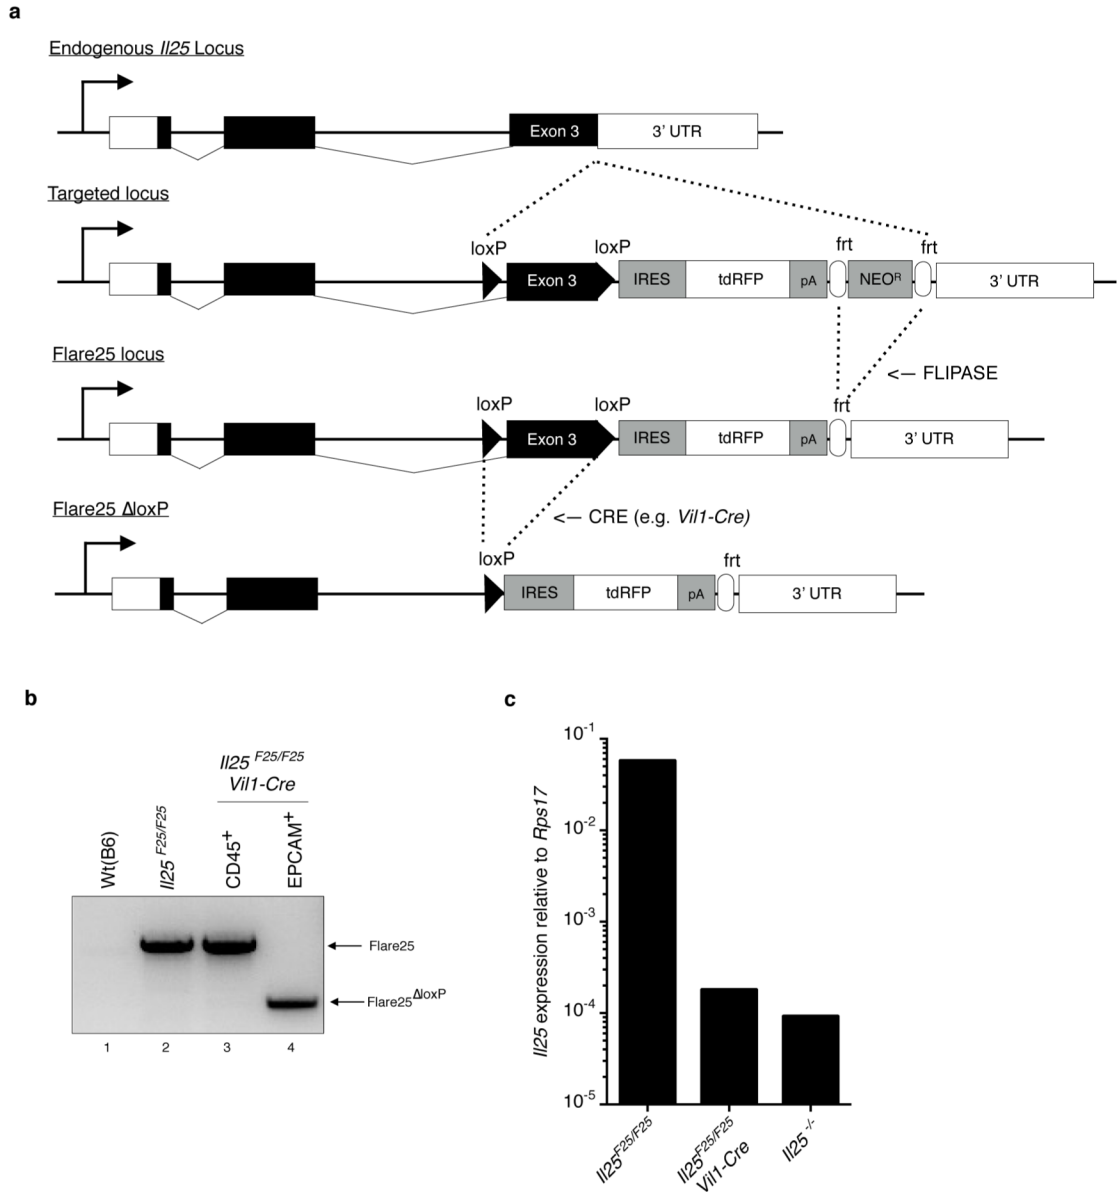 a
Endogenous Il25 Locus
Exon 3 3’ UTR
Targeted locus
loxP loxP frt frt
Exon 3 IRES tdRFP pA NEOᴿ 3’ UTR
Flare25 locus
<— FLIPASE
loxP loxP frt
Exon 3 IRES tdRFP pA 3’ UTR
Flare25 ΔloxP
<— CRE (e.g. Vil1-Cre)
loxP frt
IRES tdRFP pA 3’ UTR
b
Il25 F25/F25
Vil1-Cre
Wt(B6)
Il25 F25/F25
CD45+
EPCAM+
Flare25
Flare25ΔloxP
1 2 3 4
c
Il25 expression relative to Rps17
10-1
10-2
10-3
10-4
10-5
Il25F25/F25
Il25F25/F25
Vil1-Cre
Il25 -/-